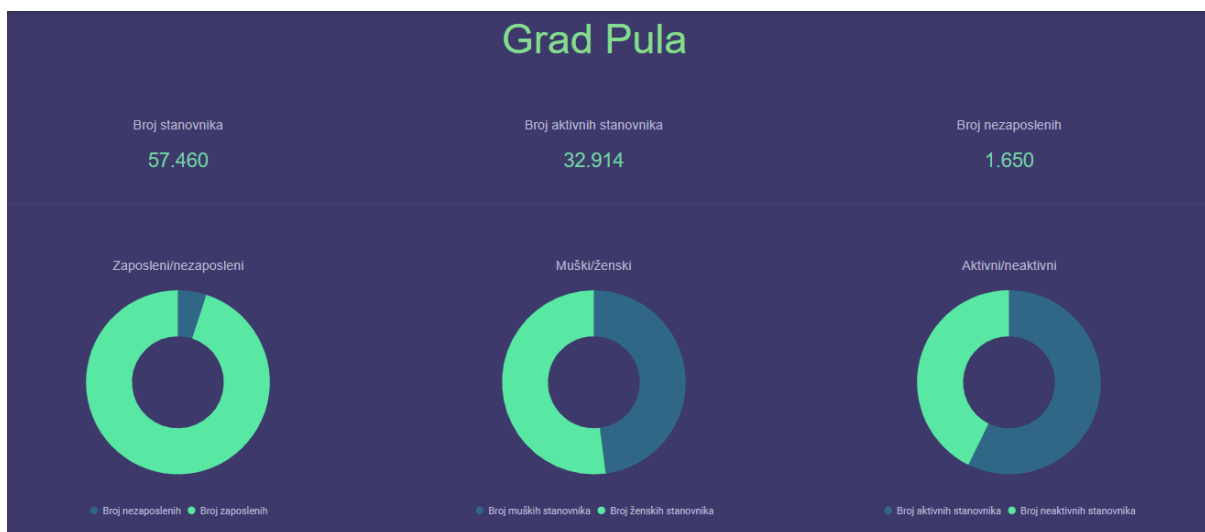 Grad Pula
Broj stanovnika
57.460
Broj aktivnih stanovnika
32.914
Broj nezaposlenih
1.650
Zaposleni/nezaposleni
Broj nezaposlenih Broj zaposlenih
Muški/ženski
Broj muških stanovnika Broj ženskih stanovnika
Aktivni/neaktivni
Broj aktivnih stanovnika Broj neaktivnih stanovnika